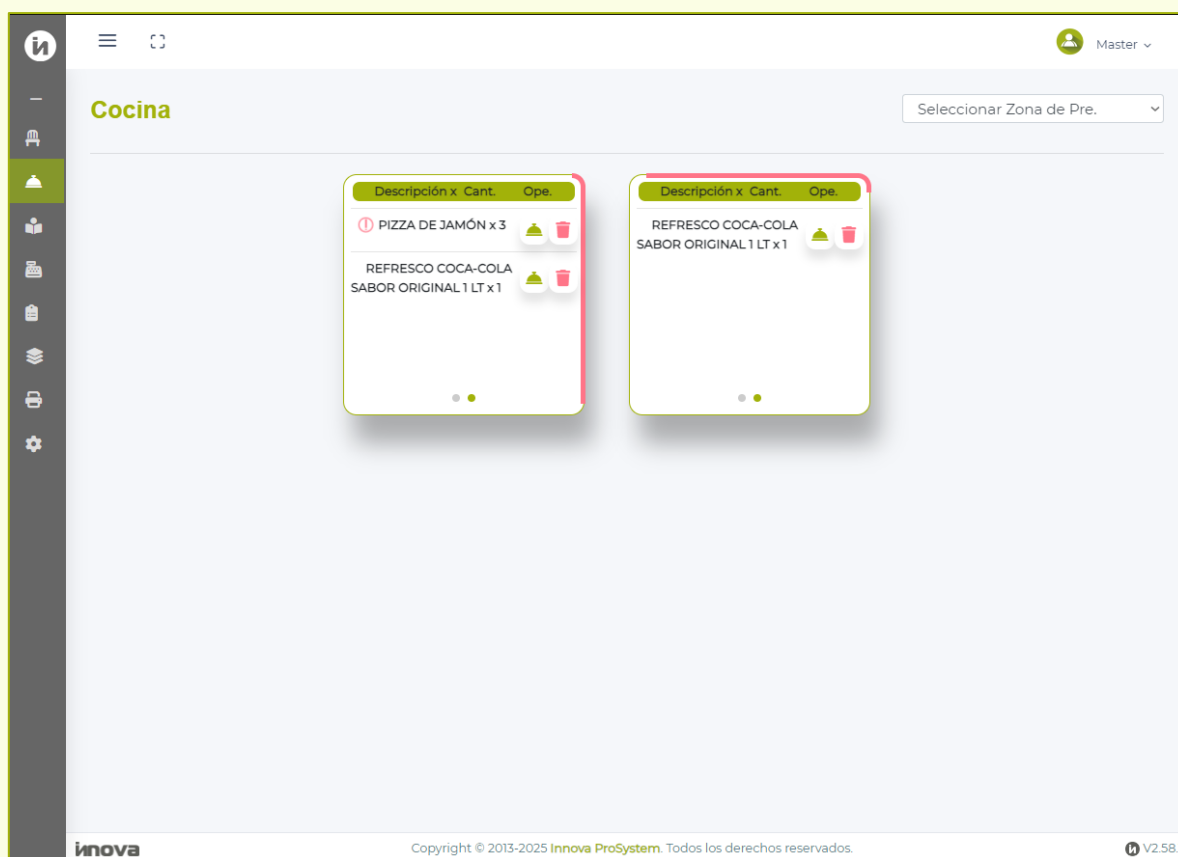 in
Master
Cocina
Seleccionar Zona de Pre.
Descripción x Cant. Ope.
PIZZA DE JAMÓN x 3
REFRESCO COCA-COLA
SABOR ORIGINAL 1 LT x 1
Descripción x Cant. Ope.
REFRESCO COCA-COLA
SABOR ORIGINAL 1 LT x 1
innova
Copyright © 2013-2025 Innova ProSystem. Todos los derechos reservados.
V2.58.